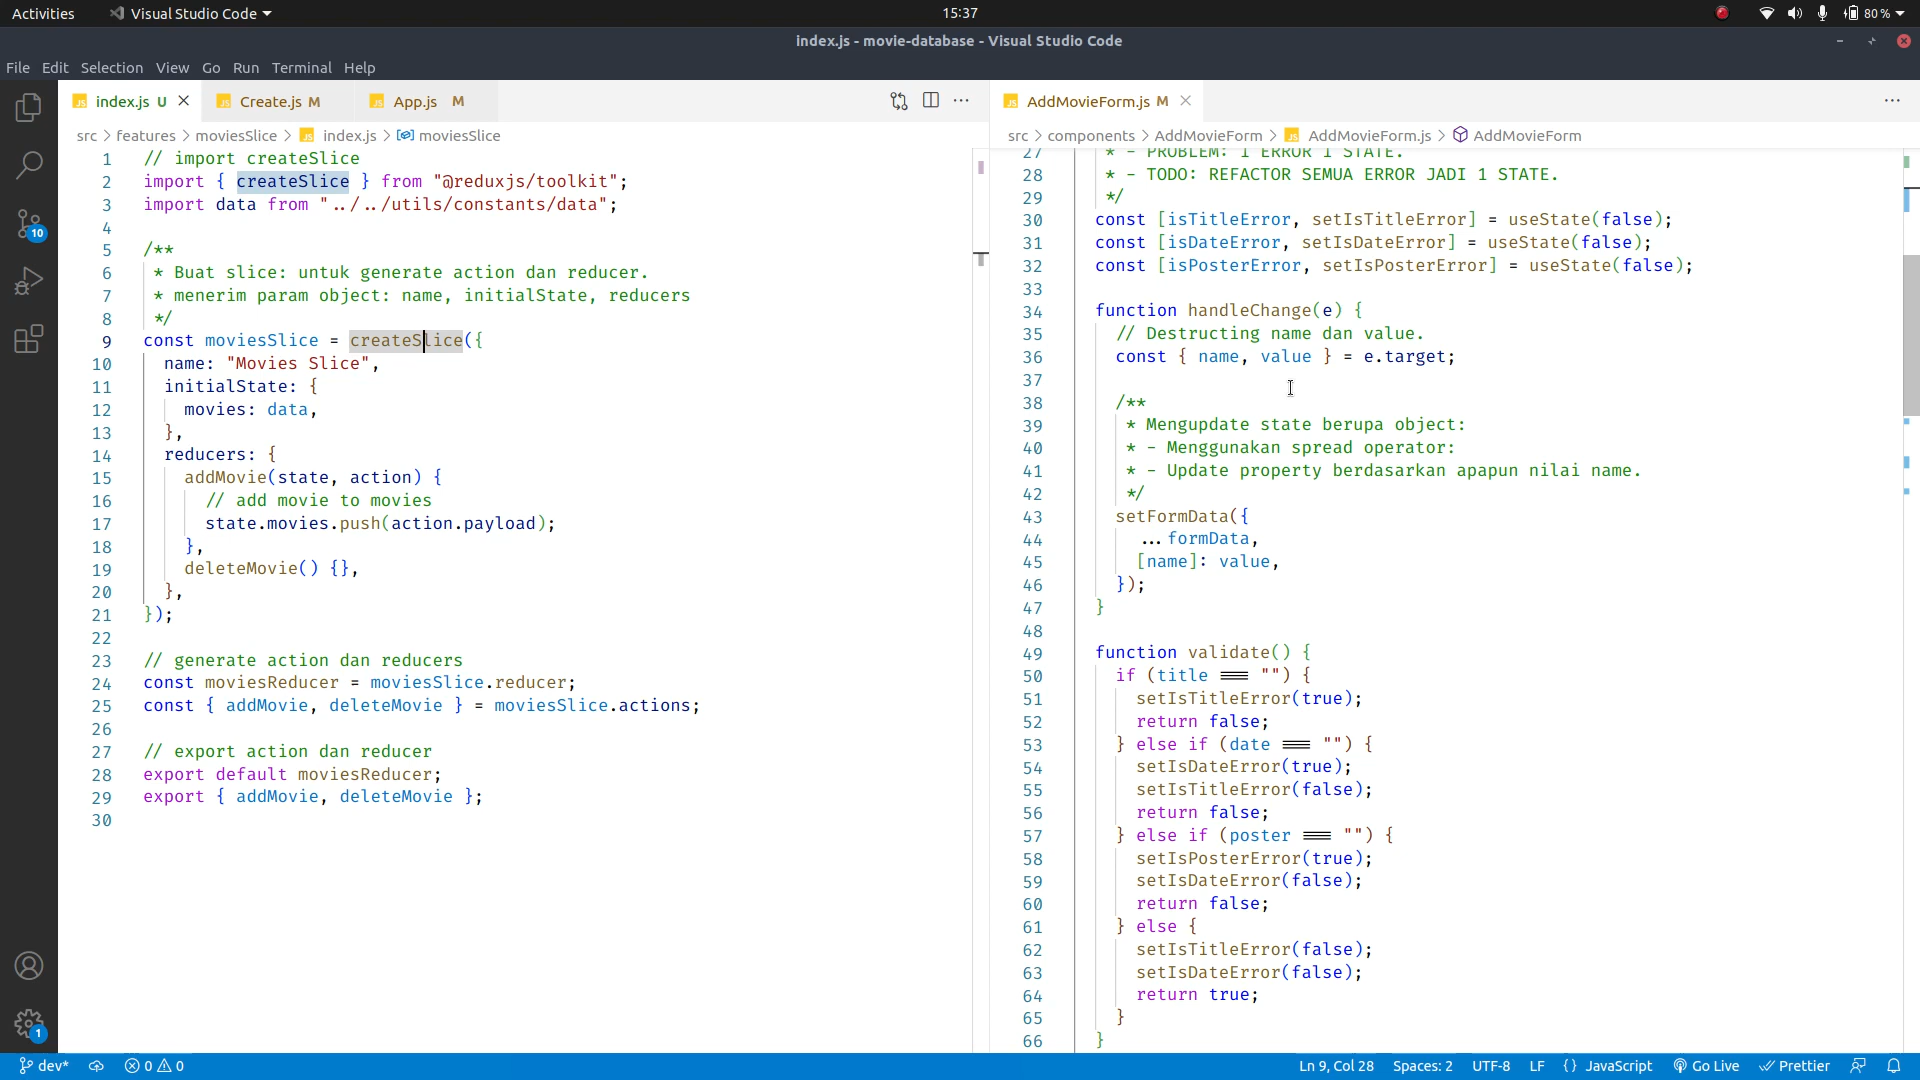 Activities
Visual Studio Code
15:37
80 %
index.js - movie-database - Visual Studio Code
File Edit Selection View Go Run Terminal Help
index.js U
Create.js M
App.js M
AddMovieForm.js M
src > features > moviesSlice > index.js > moviesSlice
src > components > AddMovieForm > AddMovieForm.js > AddMovieForm
1 // import createSlice
2 import { createSlice } from "@reduxjs/toolkit";
3 import data from "../../utils/constants/data";
4
5 /**
6 * Buat slice: untuk generate action dan reducer.
7 * menerim param object: name, initialState, reducers
8 */
9 const moviesSlice = createSlice({
10 name: "Movies Slice",
11 initialState: {
12 movies: data,
13 },
14 reducers: {
15 addMovie(state, action) {
16 // add movie to movies
17 state.movies.push(action.payload);
18 },
19 deleteMovie() {},
20 },
21 });
22
23 // generate action dan reducers
24 const moviesReducer = moviesSlice.reducer;
25 const { addMovie, deleteMovie } = moviesSlice.actions;
26
27 // export action dan reducer
28 export default moviesReducer;
29 export { addMovie, deleteMovie };
30
27 * - PROBLEM: 1 ERROR 1 STATE.
28 * - TODO: REFACTOR SEMUA ERROR JADI 1 STATE.
29 */
30 const [isTitleError, setIsTitleError] = useState(false);
31 const [isDateError, setIsDateError] = useState(false);
32 const [isPosterError, setIsPosterError] = useState(false);
33
34 function handleChange(e) {
35 // Destructing name dan value.
36 const { name, value } = e.target;
37
38 /**
39 * Mengupdate state berupa object:
40 * - Menggunakan spread operator:
41 * - Update property berdasarkan apapun nilai name.
42 */
43 setFormData({
44 ...formData,
45 [name]: value,
46 });
47 }
48
49 function validate() {
50 if (title === "") {
51 setIsTitleError(true);
52 return false;
53 } else if (date === "") {
54 setIsDateError(true);
55 setIsTitleError(false);
56 return false;
57 } else if (poster === "") {
58 setIsPosterError(true);
59 setIsDateError(false);
60 return false;
61 } else {
62 setIsTitleError(false);
63 setIsDateError(false);
64 return true;
65 }
66 }
10
1
dev*
0 0
Ln 9, Col 28
Spaces: 2
UTF-8
LF
{} JavaScript
Go Live
Prettier